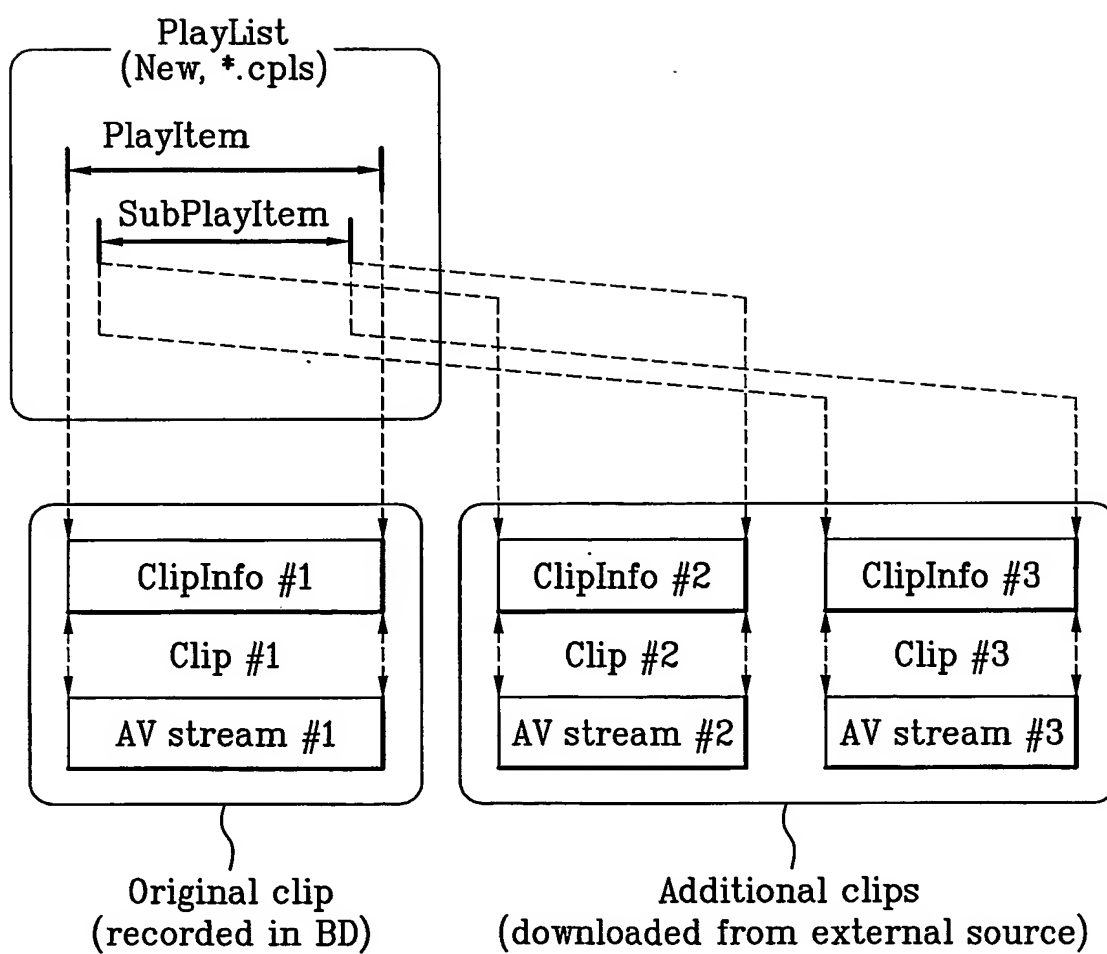 PlayList
(New, *.cpls)
PlayItem
SubPlayItem
ClipInfo #1
Clip #1
AV stream #1
ClipInfo #2
Clip #2
AV stream #2
ClipInfo #3
Clip #3
AV stream #3
Original clip
(recorded in BD)
Additional clips
(downloaded from external source)